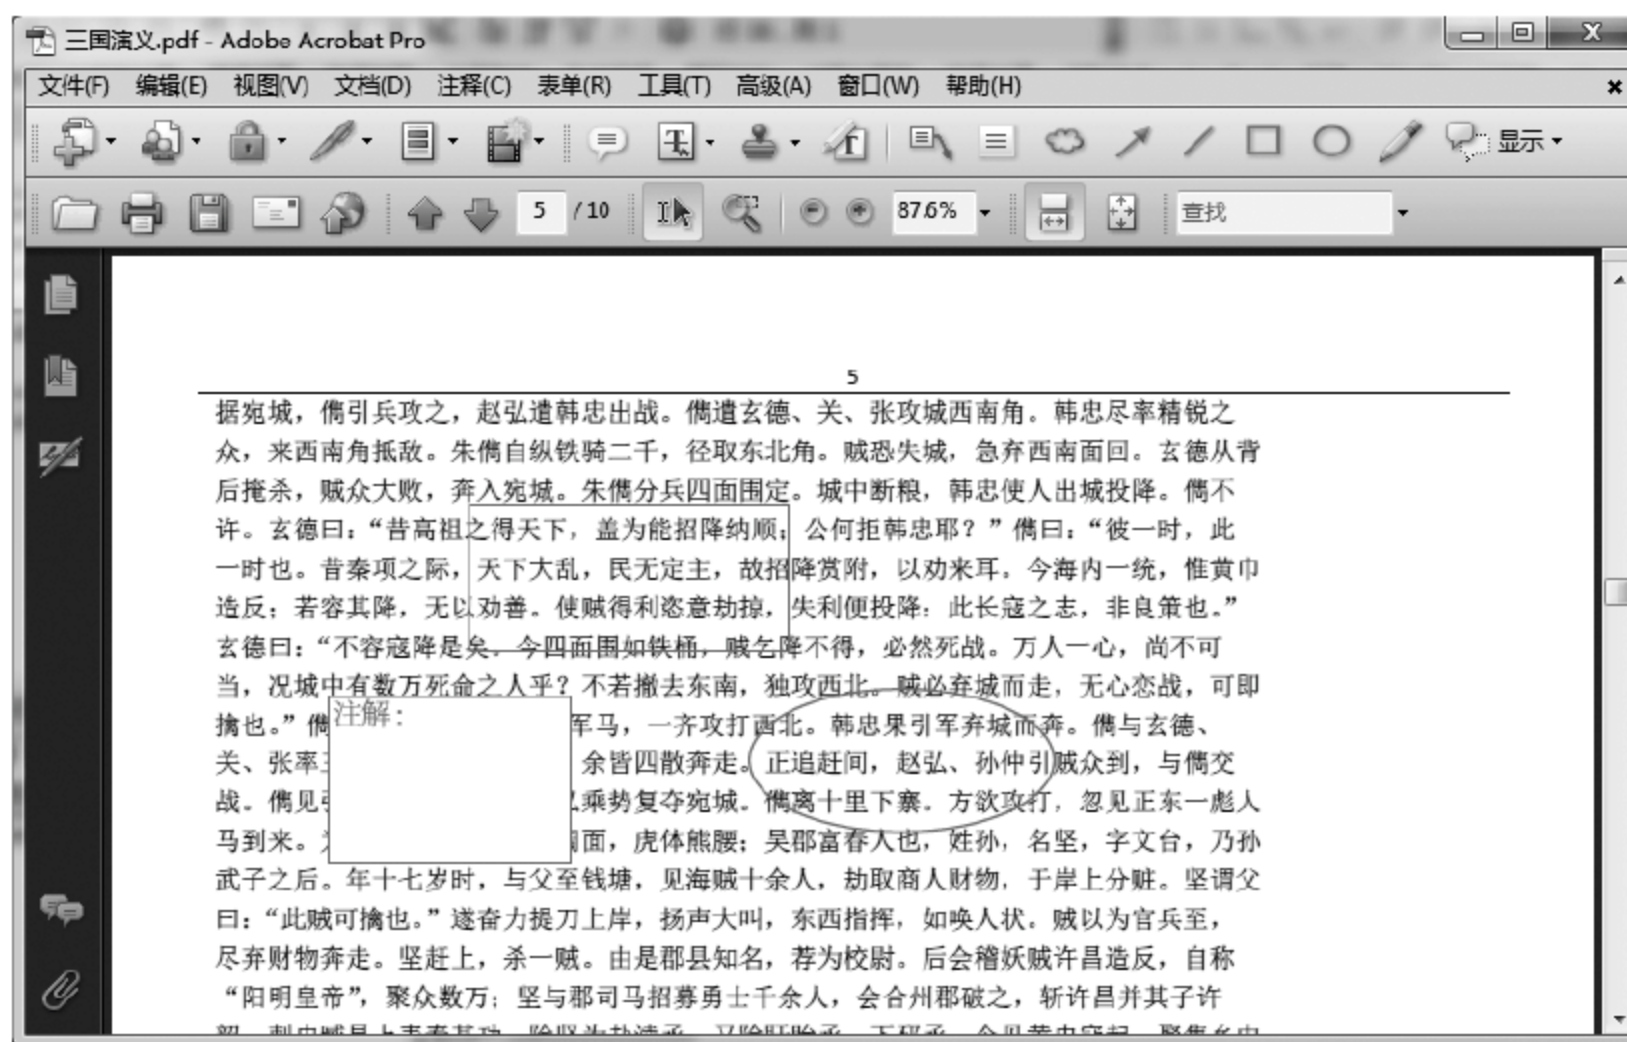 三国演义.pdf - Adobe Acrobat Pro
文件(F) 编辑(E) 视图(V) 文档(D) 注释(C) 表单(R) 工具(T) 高级(A) 窗口(W) 帮助(H)
显示
5 / 10 87.6% 查找
5
据宛城，儁引兵攻之，赵弘遣韩忠出战。儁遣玄德、关、张攻城西南角。韩忠尽率精锐之
众，来西南角抵敌。朱儁自纵铁骑二千，径取东北角。贼恐失城，急弃西南面回。玄德从背
后掩杀，贼众大败，奔入宛城。朱儁分兵四面围定。城中断粮，韩忠使人出城投降。儁不
许。玄德曰：“昔高祖之得天下，盖为能招降纳顺；公何拒韩忠耶？”儁曰：“彼一时，此
一时也。昔秦项之际，天下大乱，民无定主，故招降赏附，以劝来耳。今海内一统，惟黄巾
造反；若容其降，无以劝善。使贼得利恣意劫掠，失利便投降：此长寇之志，非良策也。”
玄德曰：“不容寇降是矣。今四面围如铁桶，贼乞降不得，必然死战。万人一心，尚不可
当，况城中有数万死命之人乎？不若撤去东南，独攻西北。贼必弃城而走，无心恋战，可即
擒也。”儁 注解： 军马，一齐攻打西北。韩忠果引军弃城而奔。儁与玄德、
关、张率 余皆四散奔走。正追赶间，赵弘、孙仲引贼众到，与儁交
战。儁见 乘势复夺宛城。儁离十里下寨。方欲攻打，忽见正东一彪人
马到来。 面，虎体熊腰；吴郡富春人也，姓孙，名坚，字文台，乃孙
武子之后。年十七岁时，与父至钱塘，见海贼十余人，劫取商人财物，于岸上分赃。坚谓父
曰：“此贼可擒也。”遂奋力提刀上岸，扬声大叫，东西指挥，如唤人状。贼以为官兵至，
尽弃财物奔走。坚赶上，杀一贼。由是郡县知名，荐为校尉。后会稽妖贼许昌造反，自称
“阳明皇帝”，聚众数万；坚与郡司马招募勇士千余人，会合州郡破之，斩许昌并其子许